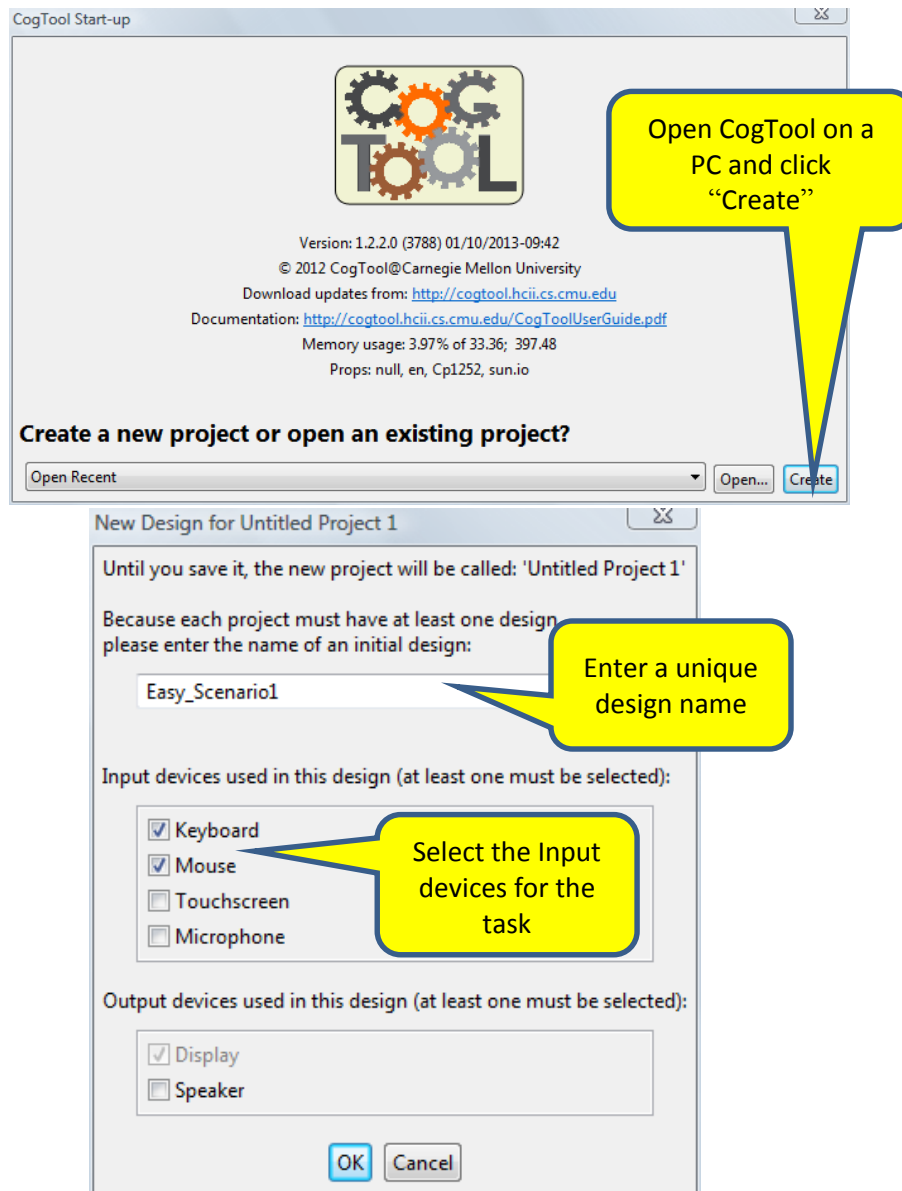 CogTool Start-up
COG
TOOL
Open CogTool on a
PC and click
“Create”
Version: 1.2.2.0 (3788) 01/10/2013-09:42
© 2012 CogTool@Carnegie Mellon University
Download updates from: http://cogtool.hcii.cs.cmu.edu
Documentation: http://cogtool.hcii.cs.cmu.edu/CogToolUserGuide.pdf
Memory usage: 3.97% of 33.36; 397.48
Props: null, en, Cp1252, sun.io
Create a new project or open an existing project?
Open Recent Open... Create
New Design for Untitled Project 1
Until you save it, the new project will be called: 'Untitled Project 1'
Because each project must have at least one design
please enter the name of an initial design:
Easy_Scenario1
Enter a unique
design name
Input devices used in this design (at least one must be selected):
Keyboard
Mouse
Touchscreen
Microphone
Select the Input
devices for the
task
Output devices used in this design (at least one must be selected):
Display
Speaker
OK Cancel